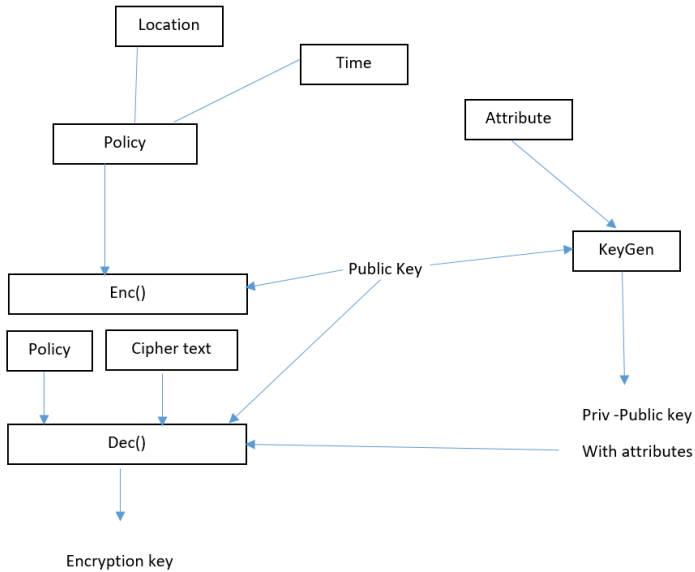 Location
Time
Attribute
Policy
KeyGen
Public Key
Enc()
Policy
Cipher text
Priv -Public key
Dec()
With attributes
Encryption key